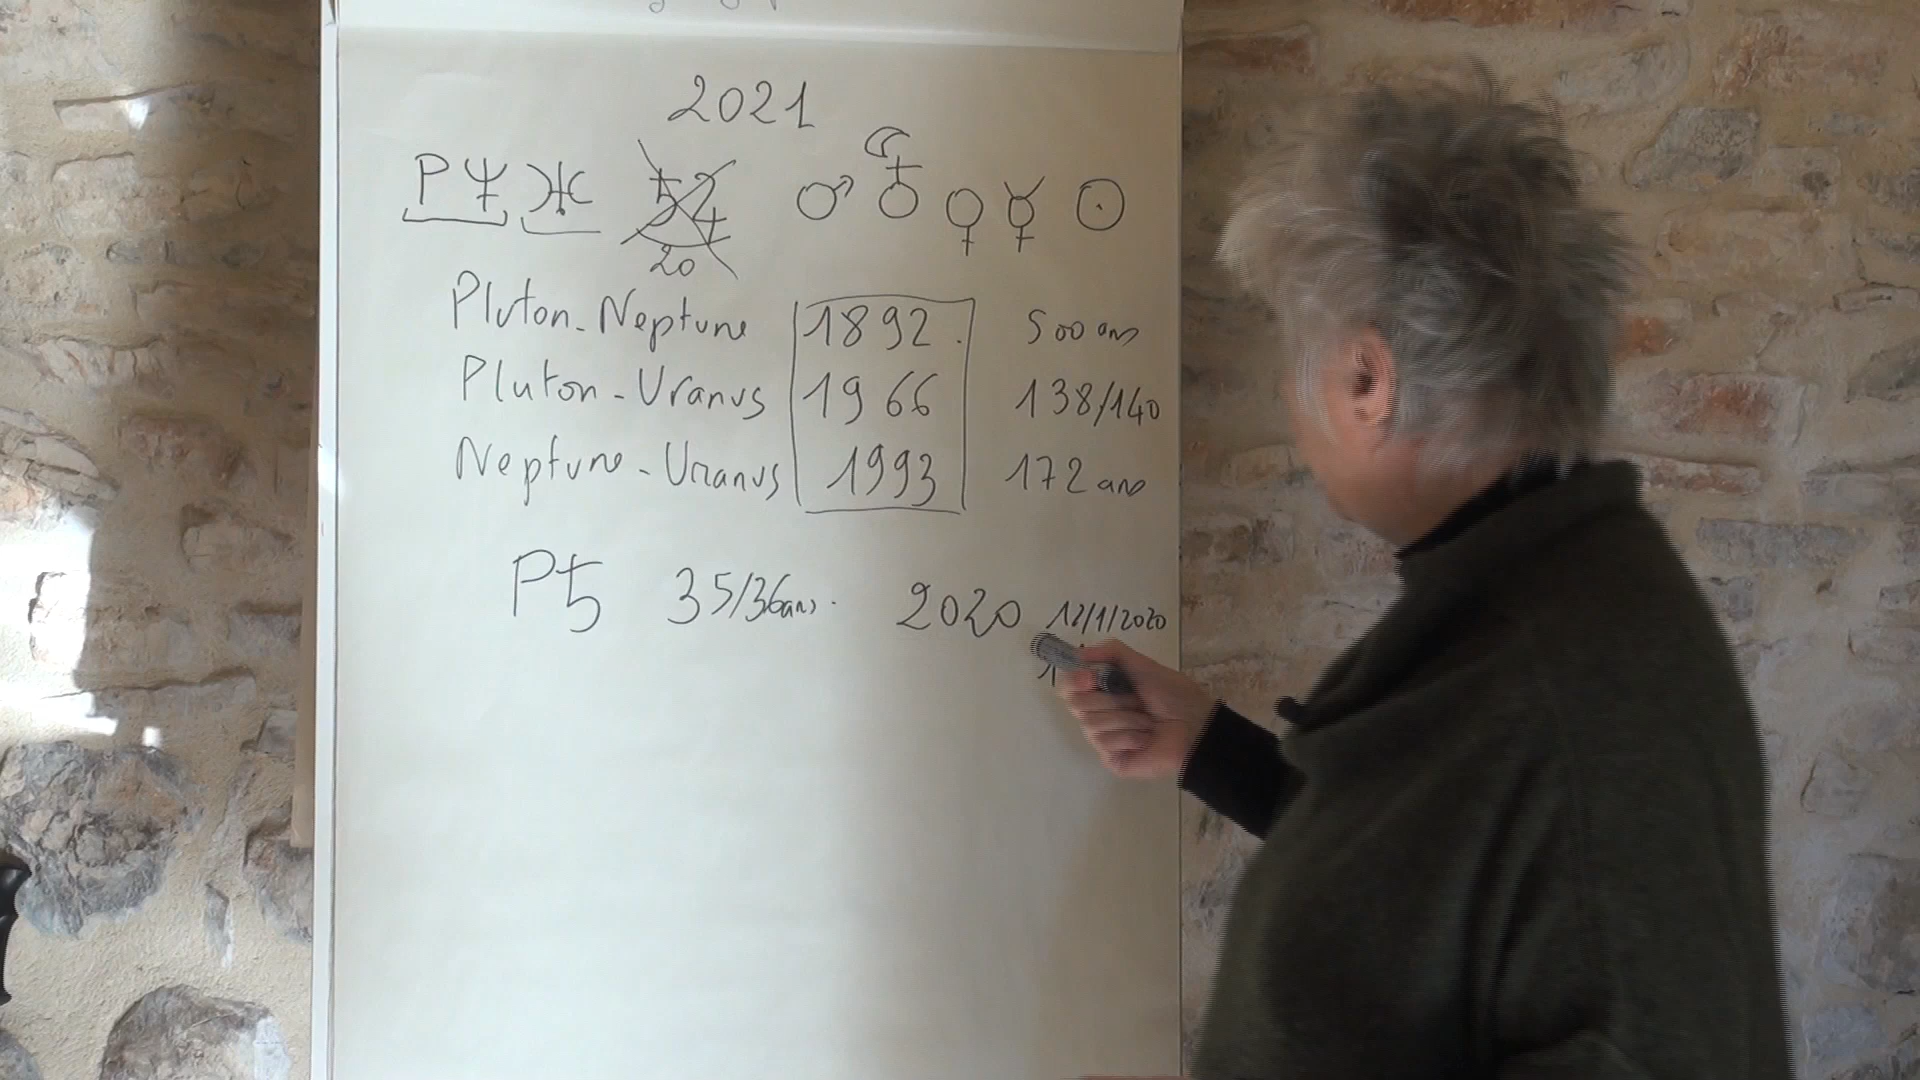 2021
P ♆ ♅ ♄ ♃ ♂ ☾ ♁ ♀ ☿ ☉
20
Pluton-Neptune 1892. 500 ans
Pluton-Uranus 1966 138/140
Neptune-Uranus 1993 172 ans
P ♄ 35/36ans. 2020 12/1/2020
1